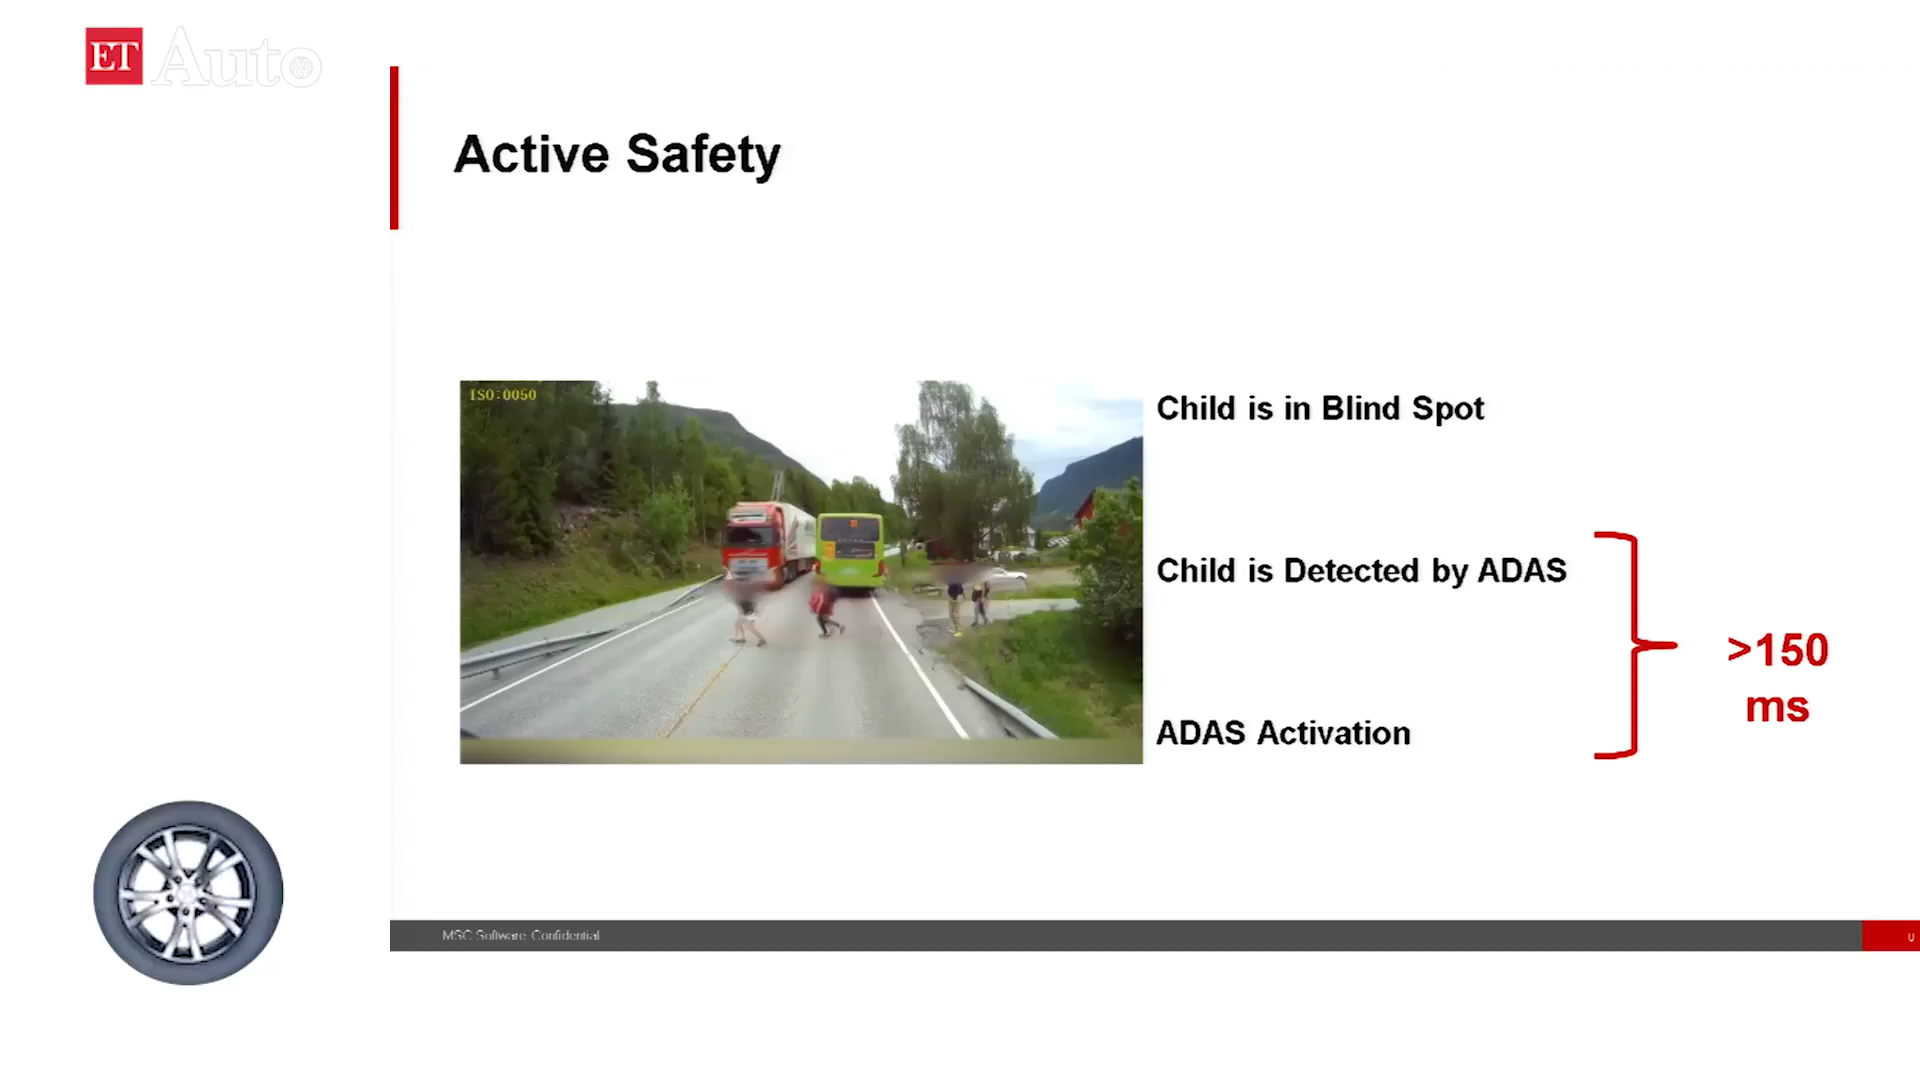 ET Auto
Active Safety
ISO:0050
Child is in Blind Spot
Child is Detected by ADAS
>150
ms
ADAS Activation
MSC Software Confidential